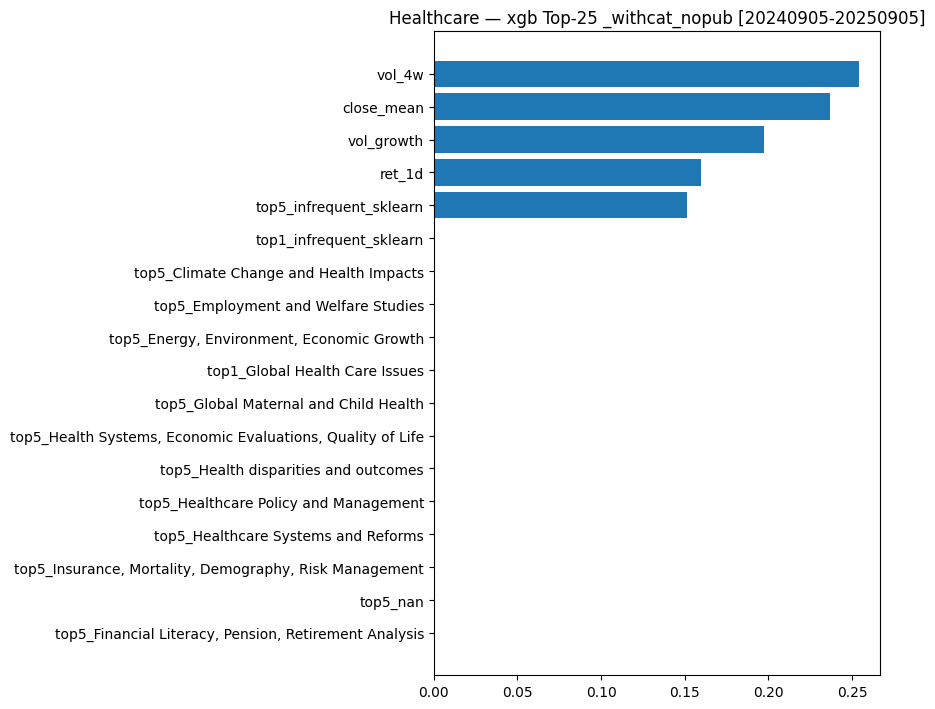 Healthcare — xgb Top-25 _withcat_nopub [20240905-20250905]
vol_4w
close_mean
vol_growth
ret_1d
top5_infrequent_sklearn
top1_infrequent_sklearn
top5_Climate Change and Health Impacts
top5_Employment and Welfare Studies
top5_Energy, Environment, Economic Growth
top1_Global Health Care Issues
top5_Global Maternal and Child Health
top5_Health Systems, Economic Evaluations, Quality of Life
top5_Health disparities and outcomes
top5_Healthcare Policy and Management
top5_Healthcare Systems and Reforms
top5_Insurance, Mortality, Demography, Risk Management
top5_nan
top5_Financial Literacy, Pension, Retirement Analysis
0.00 0.05 0.10 0.15 0.20 0.25